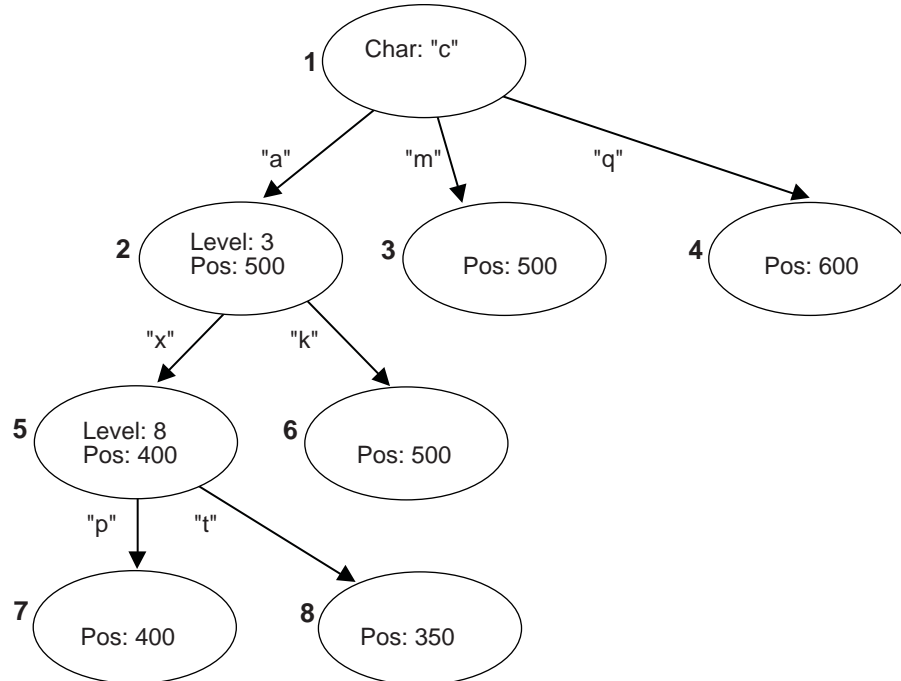 1
Char: "c"
"a"
"m"
"q"
2
Level: 3
Pos: 500
3
Pos: 500
4
Pos: 600
"x"
"k"
5
Level: 8
Pos: 400
6
Pos: 500
"p"
"t"
7
Pos: 400
8
Pos: 350